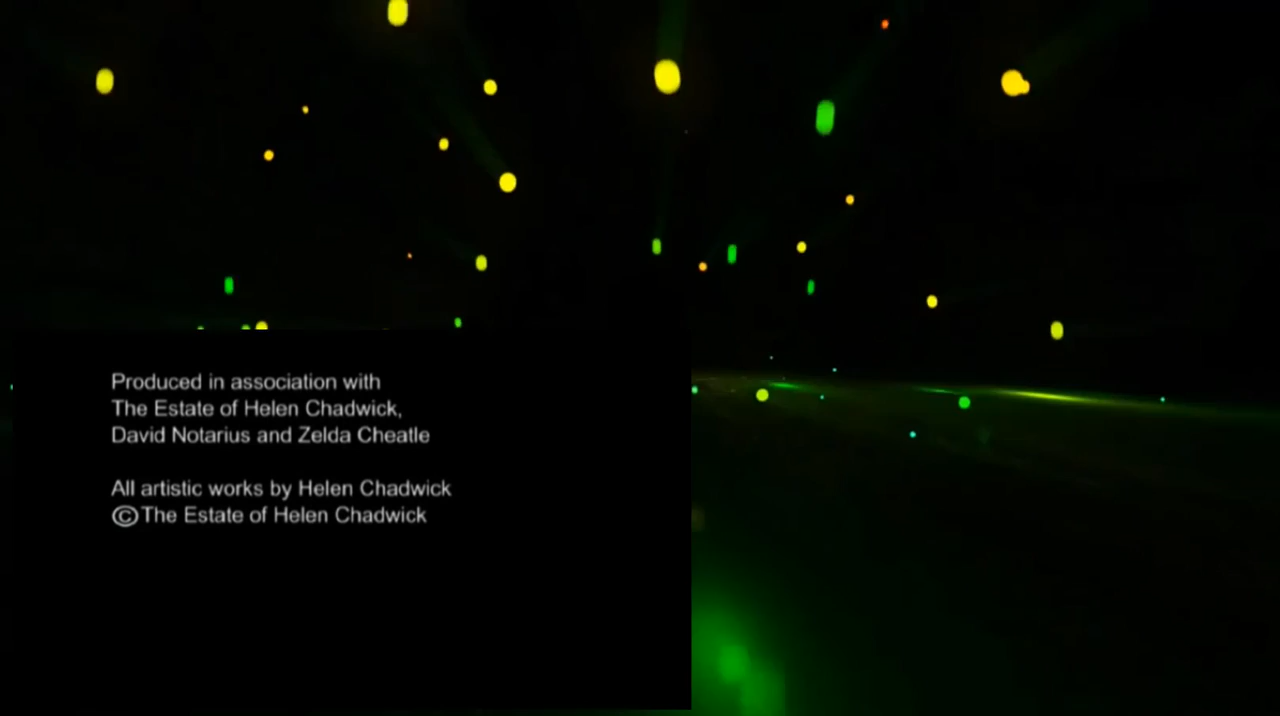 Produced in association with
The Estate of Helen Chadwick,
David Notarius and Zelda Cheatle
All artistic works by Helen Chadwick
©The Estate of Helen Chadwick